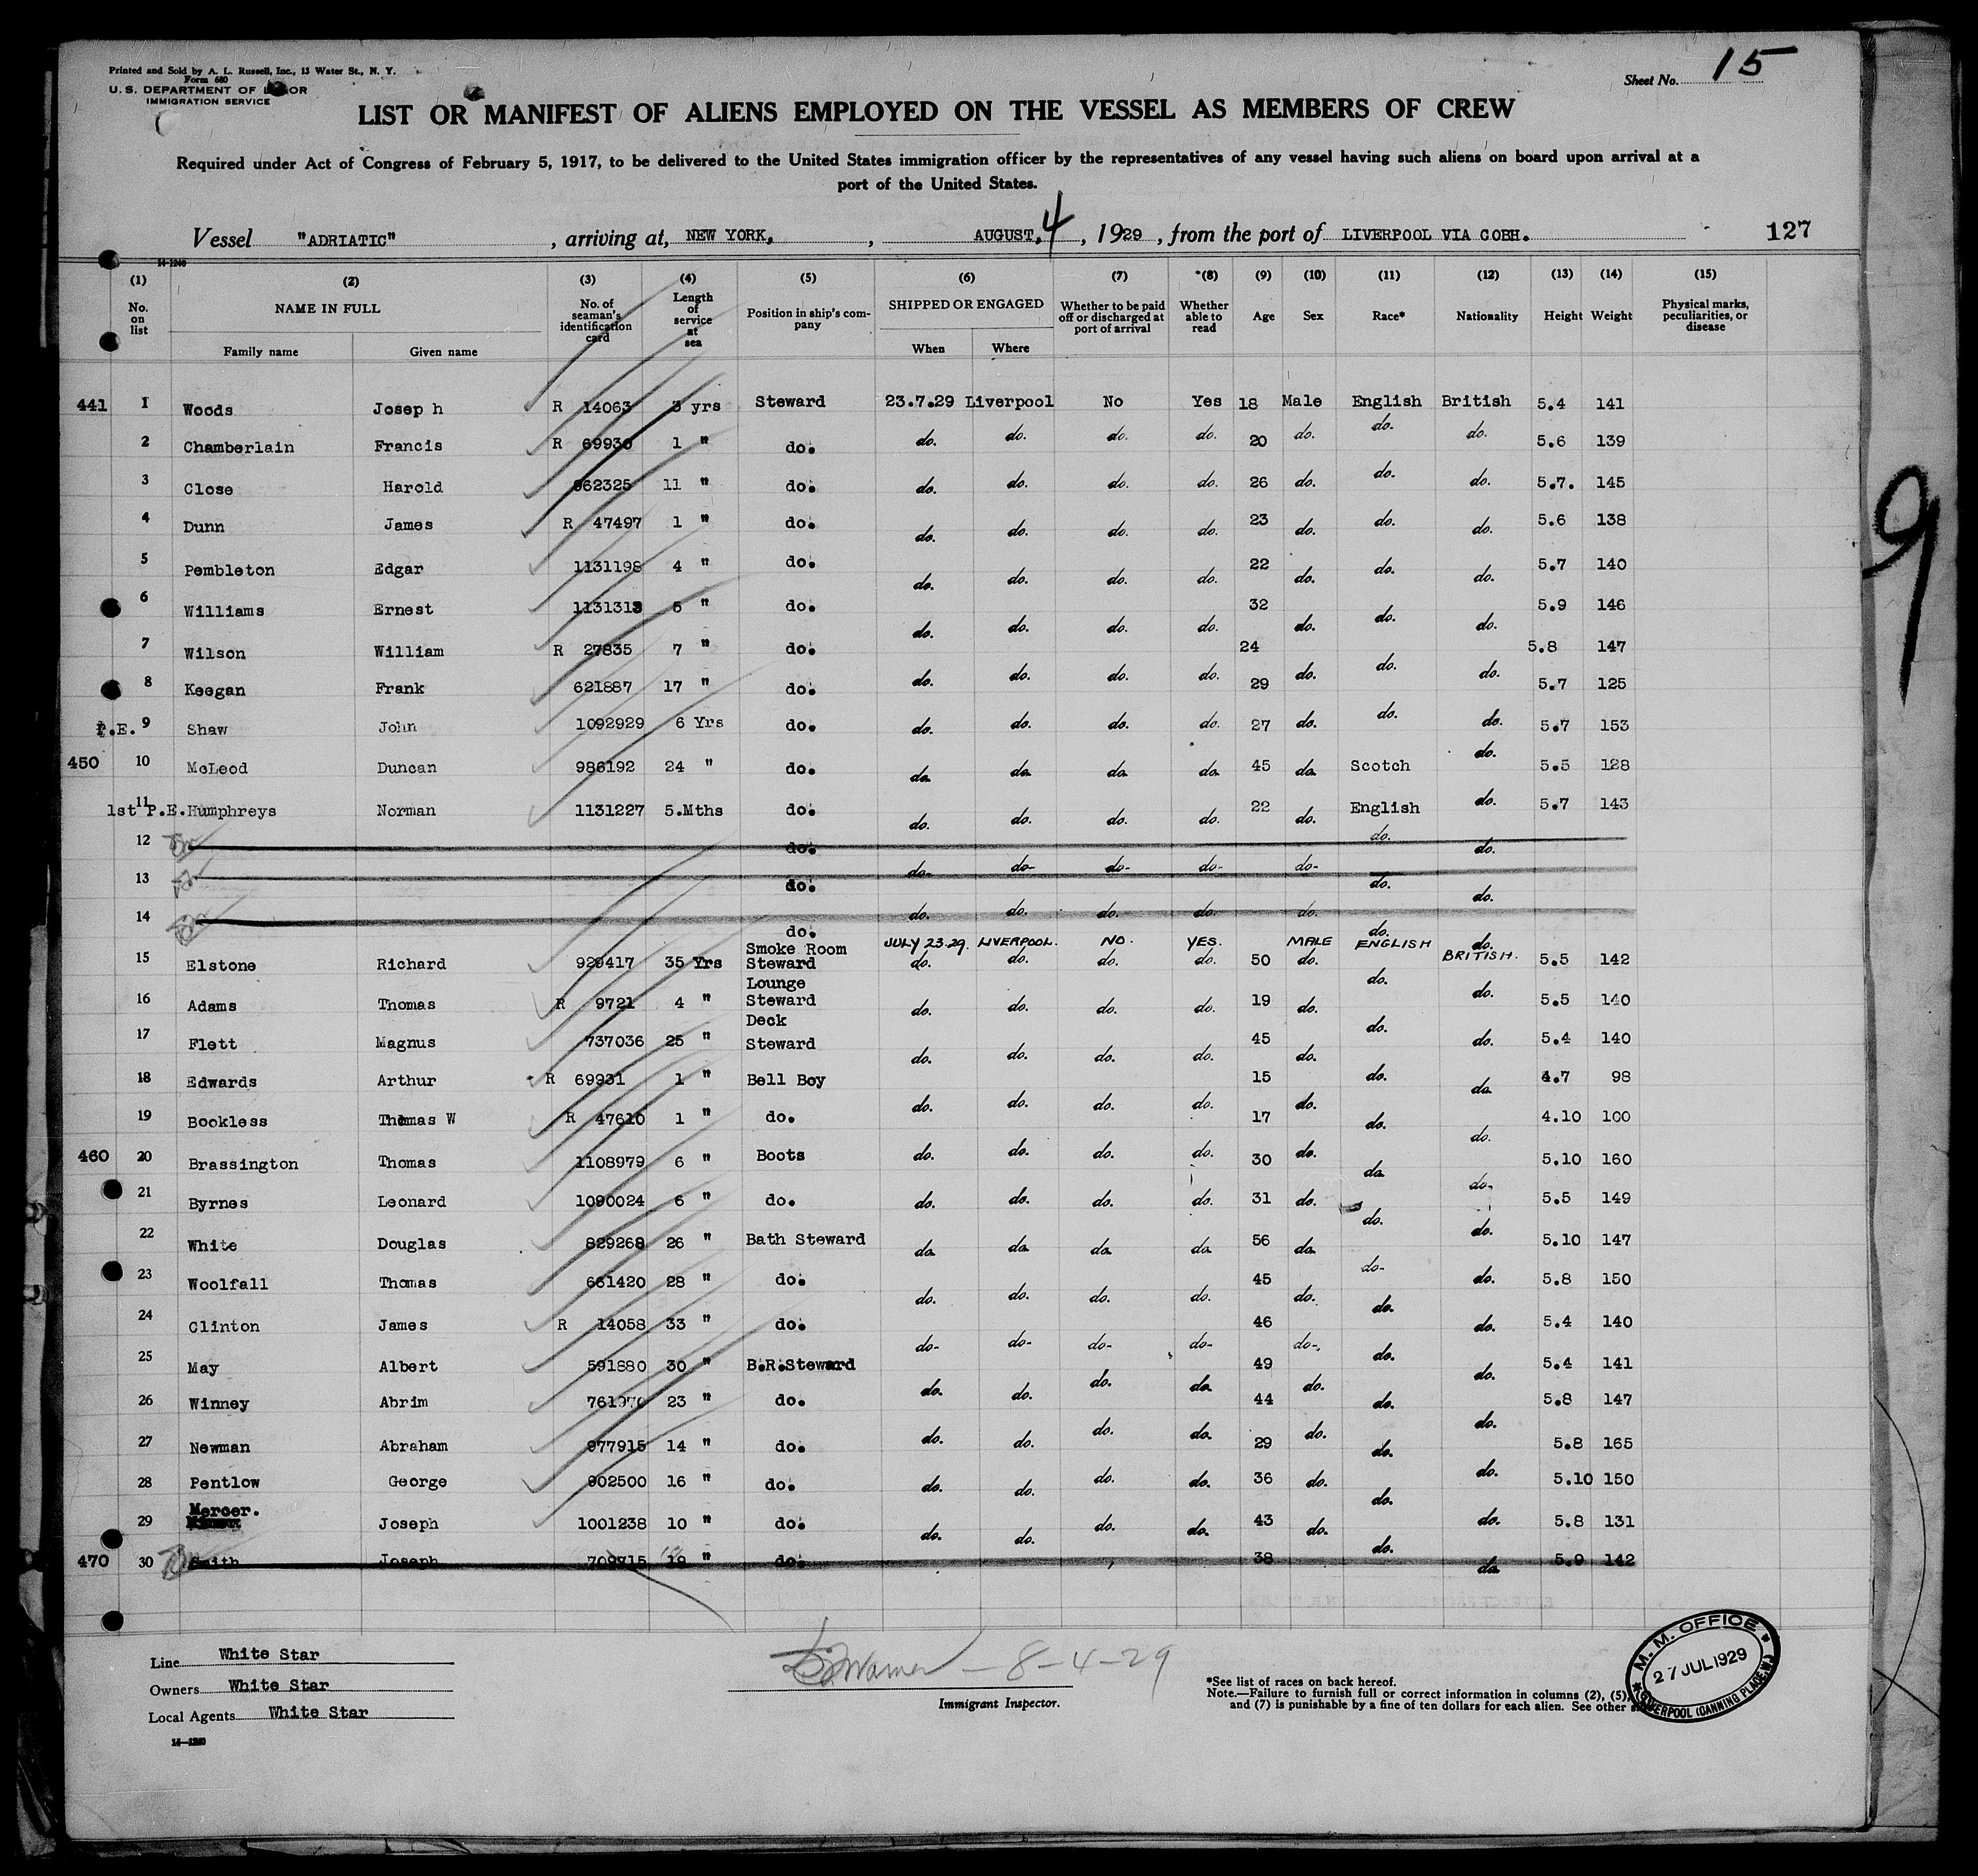 Printed and Sold by A. L. Russell, Inc., 13 Water St., N. Y.
Form 680
U. S. DEPARTMENT OF LABOR
IMMIGRATION SERVICE
Sheet No. 15
LIST OR MANIFEST OF ALIENS EMPLOYED ON THE VESSEL AS MEMBERS OF CREW
Required under Act of Congress of February 5, 1917, to be delivered to the United States immigration officer by the representatives of any vessel having such aliens on board upon arrival at a
port of the United States.
Vessel "ADRIATIC", arriving at, NEW YORK, , AUGUST, 4, 1929, from the port of LIVERPOOL VIA COBH. 127
14-1240
(1) (2) (3) (4) (5) (6) (7) *(8) (9) (10) (11) (12) (13) (14) (15)
No. on list NAME IN FULL Family name Given name No. of seaman's identification card Length of service at sea Position in ship's company SHIPPED OR ENGAGED When Where Whether to be paid off or discharged at port of arrival Whether able to read Age Sex Race* Nationality Height Weight Physical marks, peculiarities, or disease
441 1 Woods Joseph R 14063 3 yrs Steward 23.7.29 Liverpool No Yes 18 Male English British 5.4 141
2 Chamberlain Francis R 69930 1 " do. do. do. do. do. 20 do. do. do. 5.6 139
3 Close Harold 962325 11 " do. do. do. do. do. 26 do. do. do. 5.7. 145
4 Dunn James R 47497 1 " do. do. do. do. do. 23 do. do. do. 5.6 138
5 Pembleton Edgar 1131198 4 " do. do. do. do. do. 22 do. do. do. 5.7 140
6 Williams Ernest 1131313 5 " do. do. do. do. do. 32 do. do. do. 5.9 146
7 Wilson William R 27835 7 " do. do. do. do. do. 24 do. do. do. 5.8 147
8 Keegan Frank 621887 17 " do. do. do. do. do. 29 do. do. do. 5.7 125
P.E. 9 Shaw John 1092929 6 Yrs do. do. do. do. do. 27 do. do. do. 5.7 153
450 10 McLeod Duncan 986192 24 " do. do. do. do. do. 45 do. Scotch do. 5.5 128
1st P.E. 11 Humphreys Norman 1131227 5.Mths do. do. do. do. do. 22 do. English do. 5.7 143
12 do. do. do. do. do. do. do. do.
13 do. do. do. do. do. do. do. do.
14 do. do. do.
JULY 23.29. LIVERPOOL. NO. YES. MALE ENGLISH BRITISH.
15 Elstone Richard 929417 35 Yrs Smoke Room Steward do. do. do. do. 50 do. do. 5.5 142
16 Adams Thomas R 9721 4 " Lounge Steward do. do. do. do. 19 do. do. do. 5.5 140
17 Flett Magnus 737036 25 " Deck Steward do. do. do. do. 45 do. do. do. 5.4 140
18 Edwards Arthur R 69931 1 " Bell Boy do. do. do. do. 15 do. do. do. 4.7 98
19 Bookless Thomas W R 47610 1 " do. do. do. do. do. 17 do. do. do. 4.10 100
460 20 Brassington Thomas 1108979 6 " Boots do. do. do. do. 30 do. do. do. 5.10 160
21 Byrnes Leonard 1090024 6 " do. do. do. do. do. 31 do. do. do. 5.5 149
22 White Douglas 829268 26 " Bath Steward do. do. do. do. 56 do. do. do. 5.10 147
23 Woolfall Thomas 661420 28 " do. do. do. do. do. 45 do. do. do. 5.8 150
24 Clinton James R 14058 33 " do. do. do. do. do. 46 do. do. do. 5.4 140
25 May Albert 591880 30 " B.R.Steward do. do. do. do. 49 do. do. do. 5.4 141
26 Winney Abrim 761970 23 " do. do. do. do. do. 44 do. do. do. 5.8 147
27 Newman Abraham 977915 14 " do. do. do. do. do. 29 do. do. do. 5.8 165
28 Pentlow George 902500 16 " do. do. do. do. do. 36 do. do. do. 5.10 150
29 Mercer. Joseph 1001238 10 " do. do. do. do. do. 43 do. do. do. 5.8 131
470 30 Smith Joseph 709715 19 " do. 38 do. 5.9 142
Line White Star
Owners White Star
Local Agents White Star
14-1240
Warner - 8-4-29
Immigrant Inspector.
*See list of races on back hereof.
Note.—Failure to furnish full or correct information in columns (2), (5),
and (7) is punishable by a fine of ten dollars for each alien. See other
M. M. OFFICE
27 JUL 1929
LIVERPOOL (CANNING PLACE.W.)
9